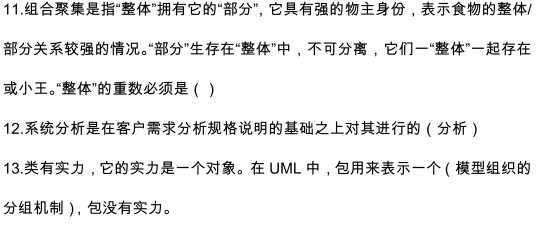 11.组合聚集是指“整体”拥有它的“部分”，它具有强的物主身份，表示食物的整体/
部分关系较强的情况。“部分”生存在“整体”中，不可分离，它们一“整体”一起存在
或小王。“整体”的重数必须是（ ）
12.系统分析是在客户需求分析规格说明的基础之上对其进行的（分析）
13.类有实力，它的实力是一个对象。在 UML 中，包用来表示一个（模型组织的
分组机制），包没有实力。